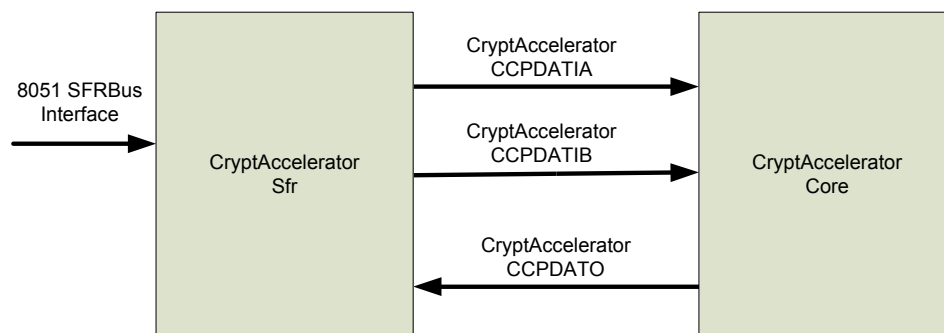 CryptAccelerator
CCPDATIA
8051 SFRBus
Interface
CryptAccelerator
CCPDATIB
CryptAccelerator
Sfr
CryptAccelerator
Core
CryptAccelerator
CCPDATO